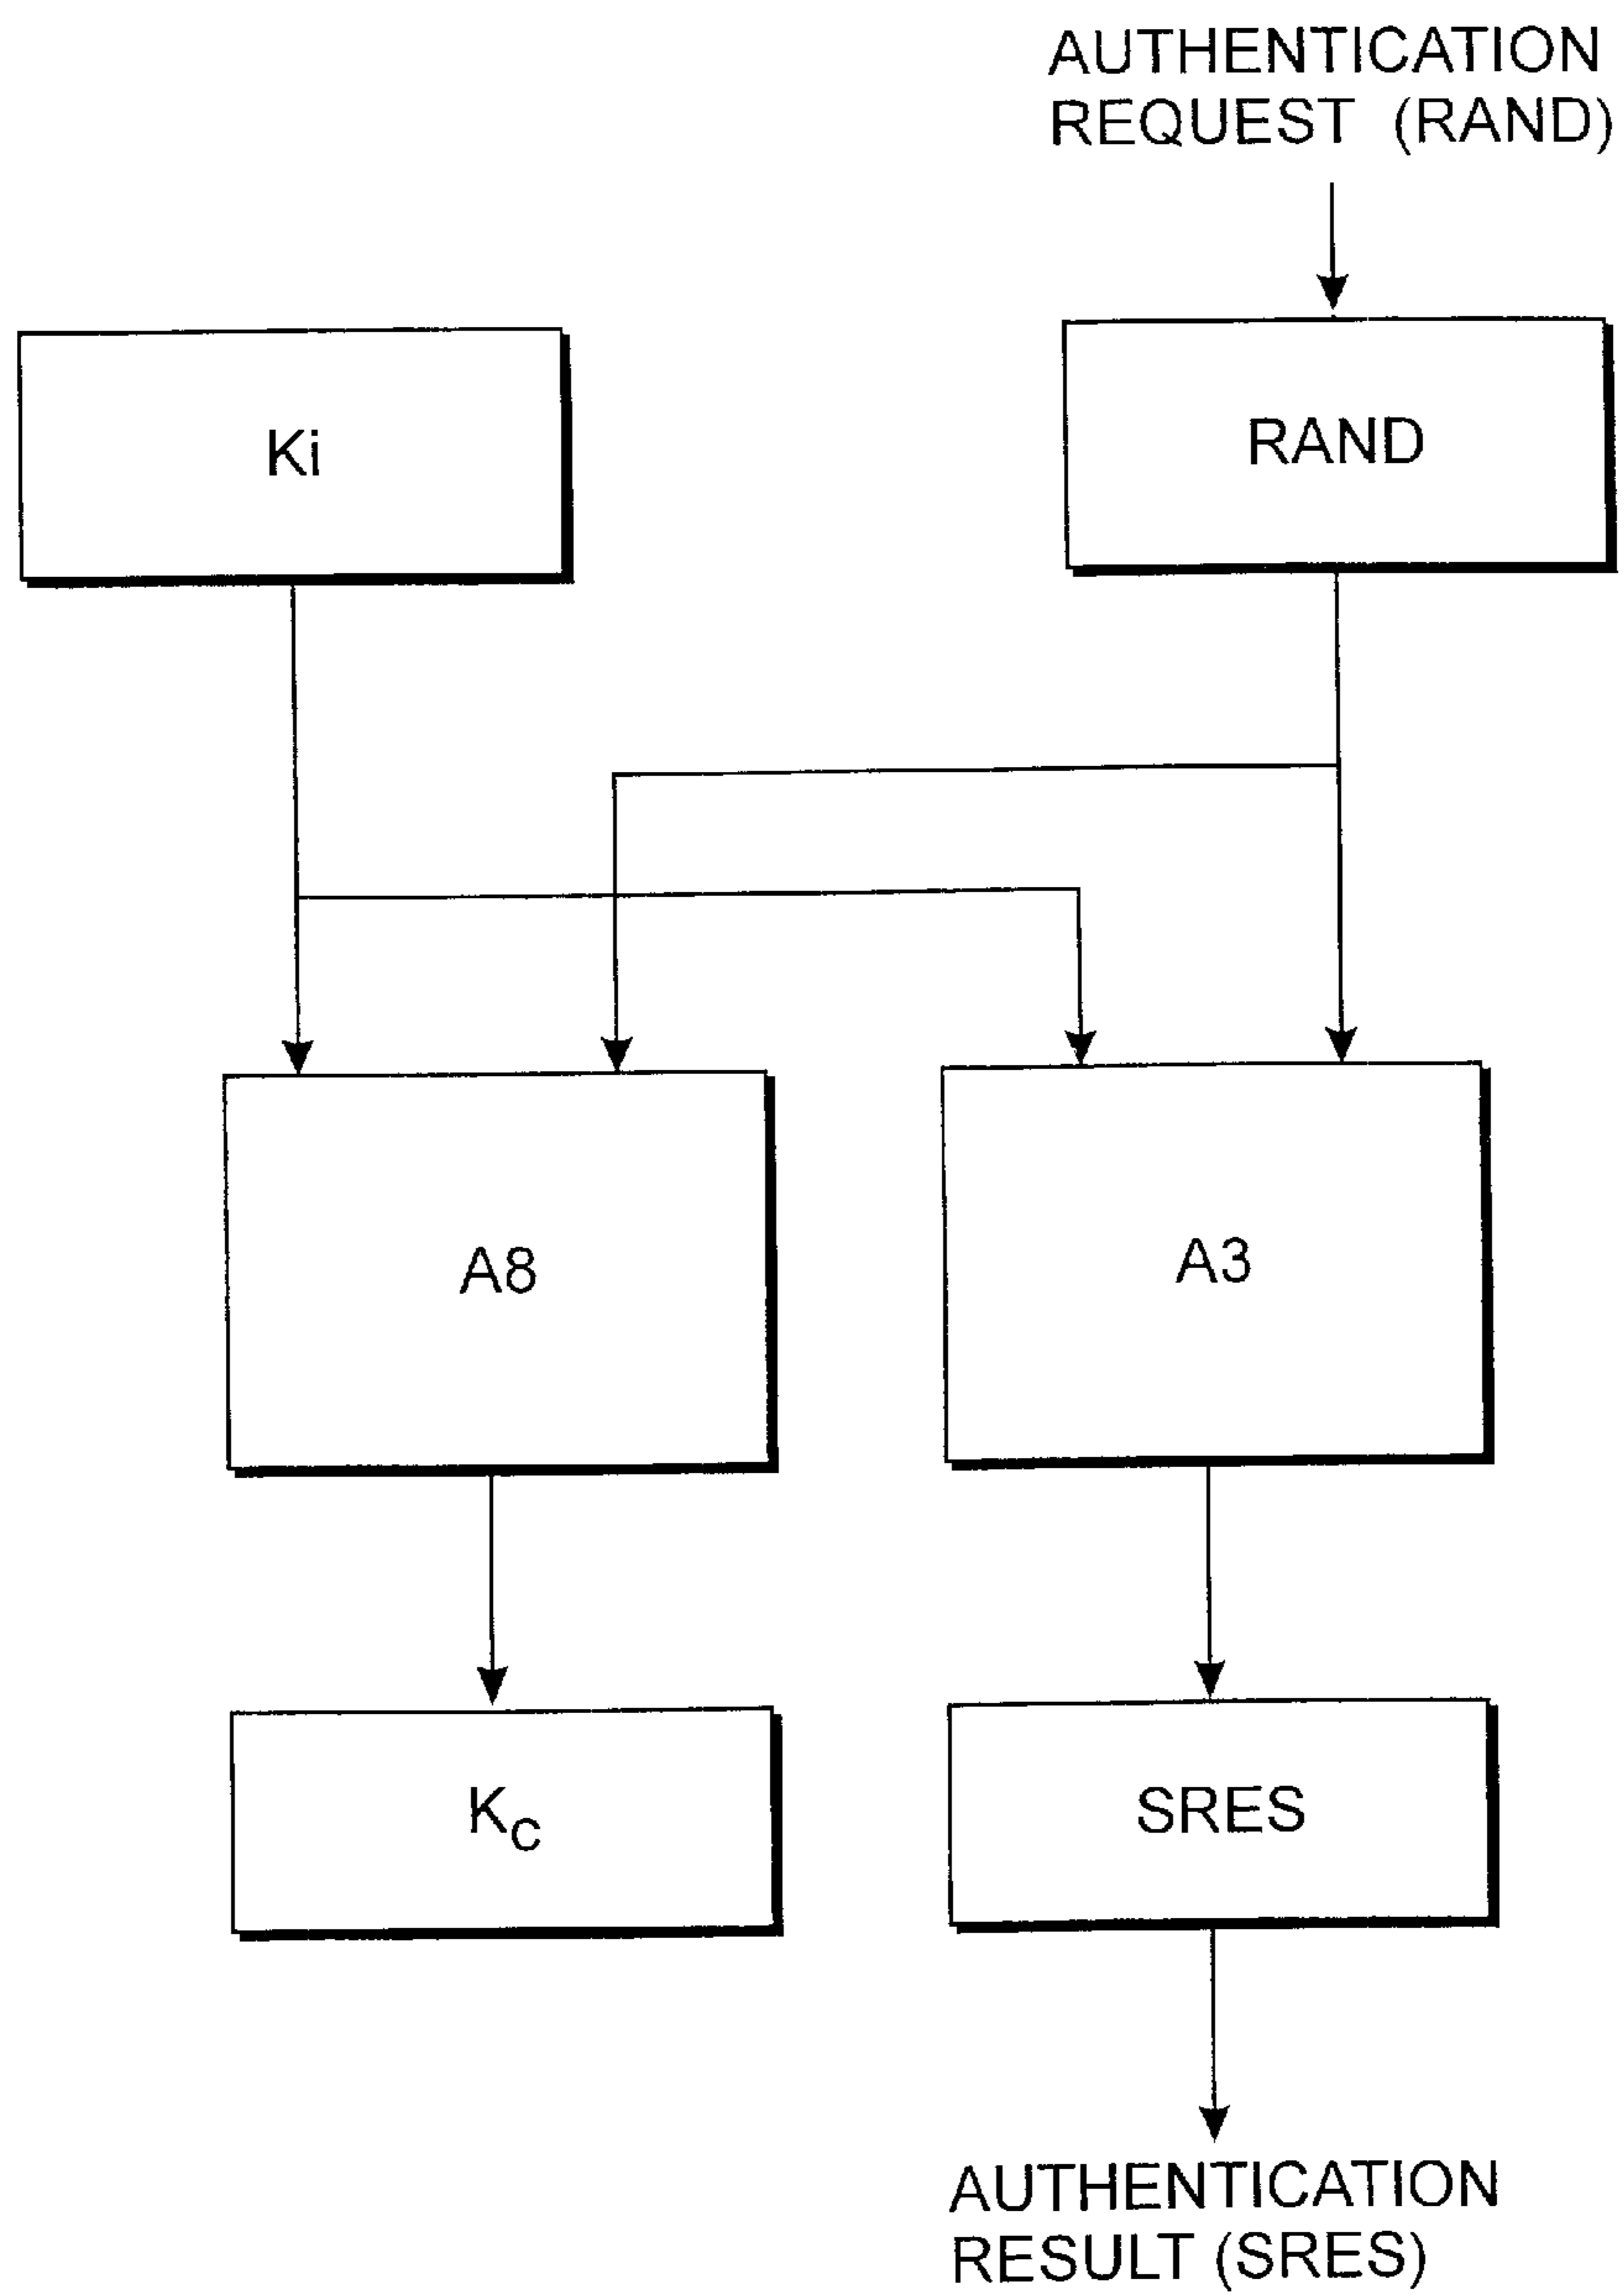 AUTHENTICATION
REQUEST (RAND)
Ki
RAND
A8
A3
Kc
SRES
AUTHENTICATION
RESULT (SRES)